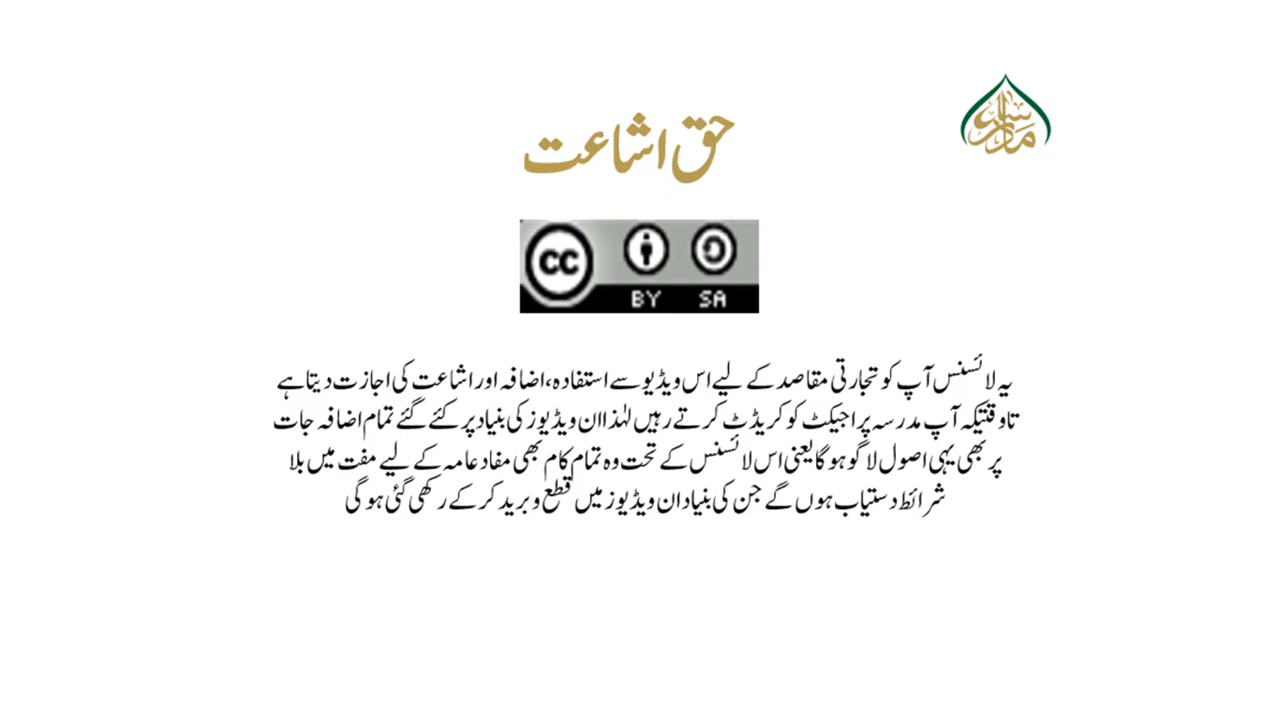 مدرسہ
حق اشاعت
CC BY SA
یہ لائسنس آپ کو تجارتی مقاصد کے لیے اس ویڈیو سے استفادہ، اضافہ اور اشاعت کی اجازت دیتا ہے
تاوقتیکہ آپ مدرسہ پراجیکٹ کو کریڈٹ کرتے رہیں لہٰذا ان ویڈیوز کی بنیاد پر کئے گئے تمام اضافہ جات
پر بھی یہی اصول لاگو ہوگا یعنی اس لائسنس کے تحت وہ تمام کام بھی مفاد عامہ کے لیے مفت میں بلا
شرائط دستیاب ہوں گے جن کی بنیاد ان ویڈیوز میں قطع و برید کر کے رکھی گئی ہوگی